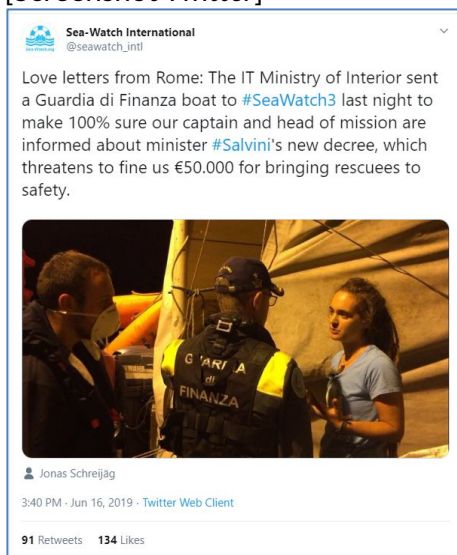 [Screenshot Twitter]
Sea-Watch International
@seawatch_intl
Love letters from Rome: The IT Ministry of Interior sent
a Guardia di Finanza boat to #SeaWatch3 last night to
make 100% sure our captain and head of mission are
informed about minister #Salvini's new decree, which
threatens to fine us €50.000 for bringing rescuees to
safety.
GUARDIA
di
FINANZA
Jonas Schreijäg
3:40 PM · Jun 16, 2019 · Twitter Web Client
91 Retweets 134 Likes